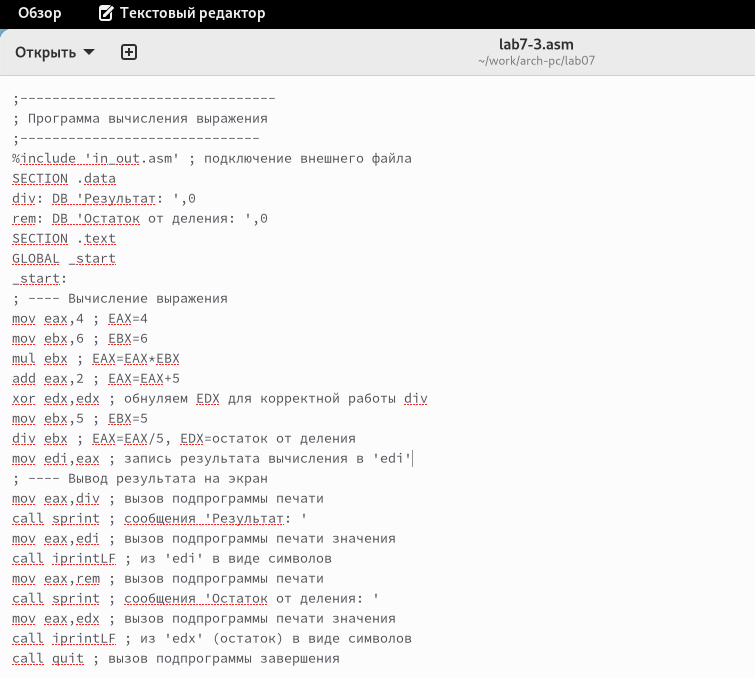 Обзор Текстовый редактор
Открыть
lab7-3.asm
~/work/arch-pc/lab07
;--------------------------------
; Программа вычисления выражения
;------------------------------
%include 'in_out.asm' ; подключение внешнего файла
SECTION .data
div: DB 'Результат: ',0
rem: DB 'Остаток от деления: ',0
SECTION .text
GLOBAL _start
_start:
; ---- Вычисление выражения
mov eax,4 ; EAX=4
mov ebx,6 ; EBX=6
mul ebx ; EAX=EAX*EBX
add eax,2 ; EAX=EAX+5
xor edx,edx ; обнуляем EDX для корректной работы div
mov ebx,5 ; EBX=5
div ebx ; EAX=EAX/5, EDX=остаток от деления
mov edi,eax ; запись результата вычисления в 'edi'
; ---- Вывод результата на экран
mov eax,div ; вызов подпрограммы печати
call sprint ; сообщения 'Результат: '
mov eax,edi ; вызов подпрограммы печати значения
call iprintLF ; из 'edi' в виде символов
mov eax,rem ; вызов подпрограммы печати
call sprint ; сообщения 'Остаток от деления: '
mov eax,edx ; вызов подпрограммы печати значения
call iprintLF ; из 'edx' (остаток) в виде символов
call quit ; вызов подпрограммы завершения